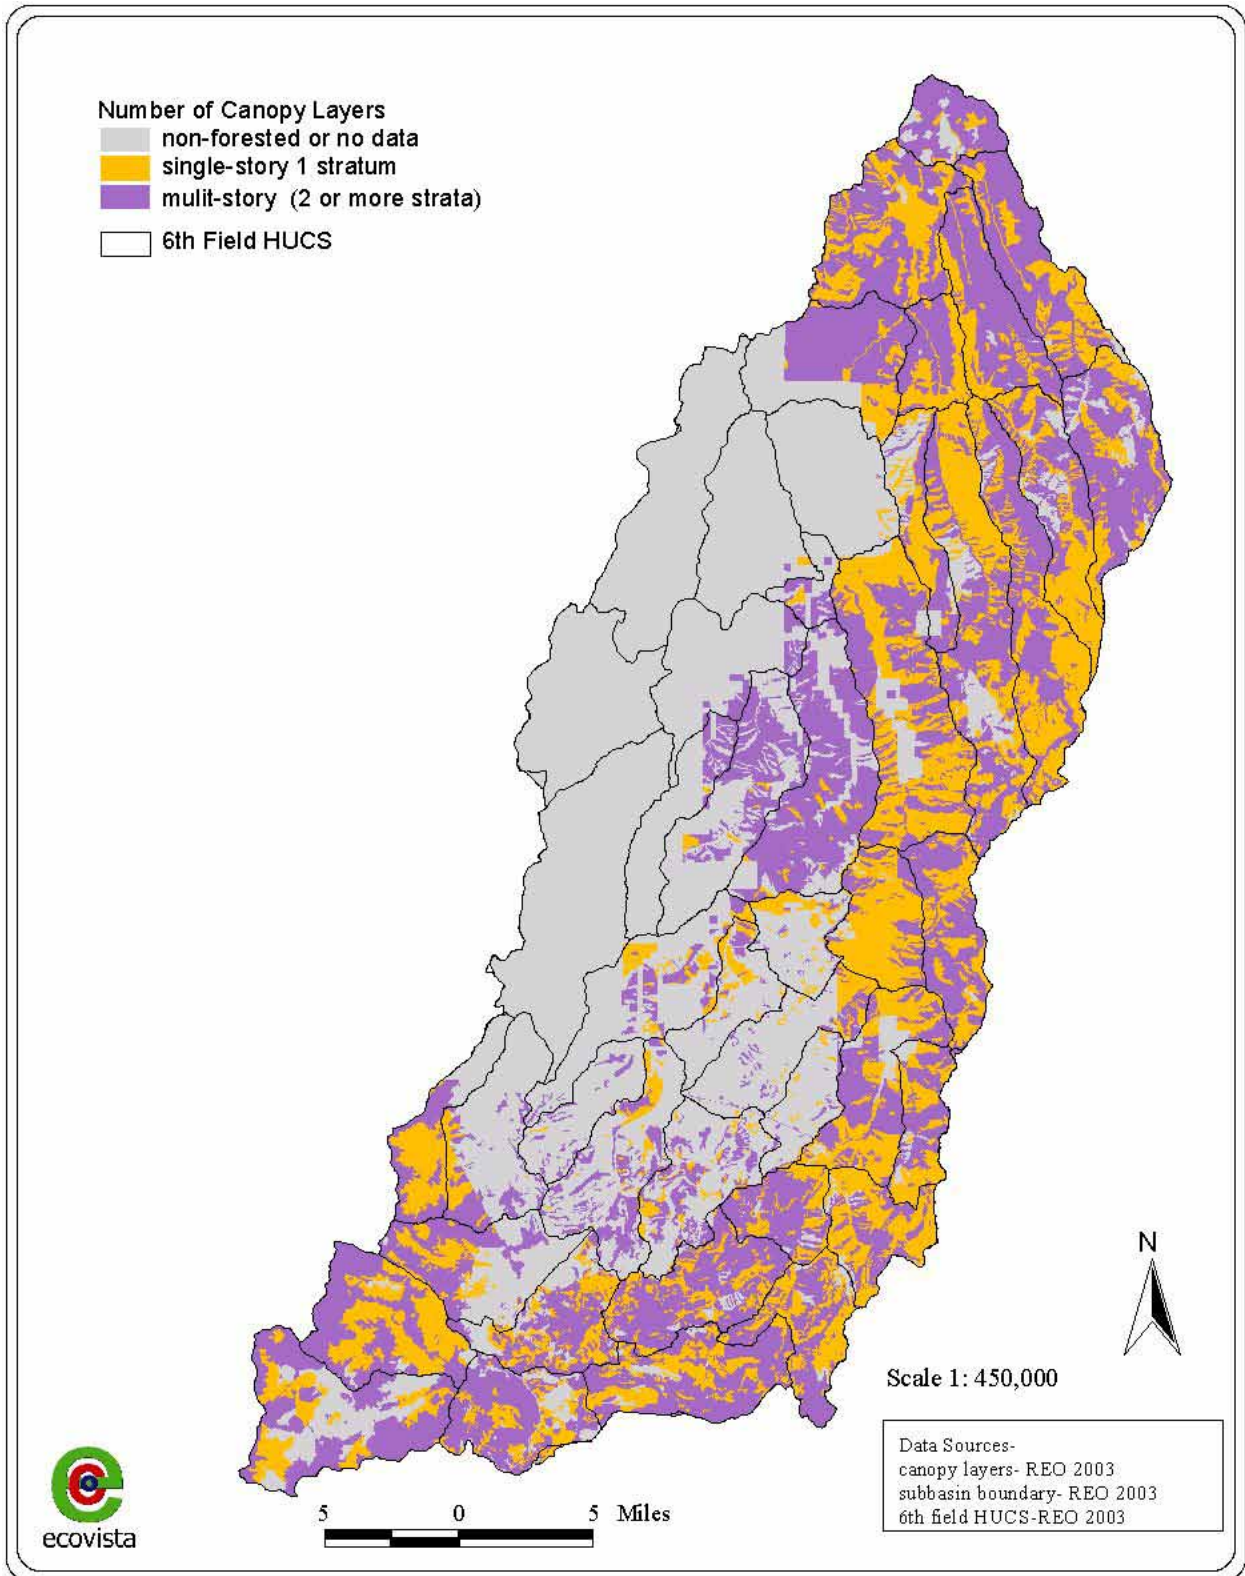 Number of Canopy Layers
non-forested or no data
single-story 1 stratum
mulit-story (2 or more strata)
6th Field HUCS
N
Scale 1: 450,000
Data Sources-
canopy layers- REO 2003
subbasin boundary- REO 2003
6th field HUCS-REO 2003
ecovista
5 0 5 Miles